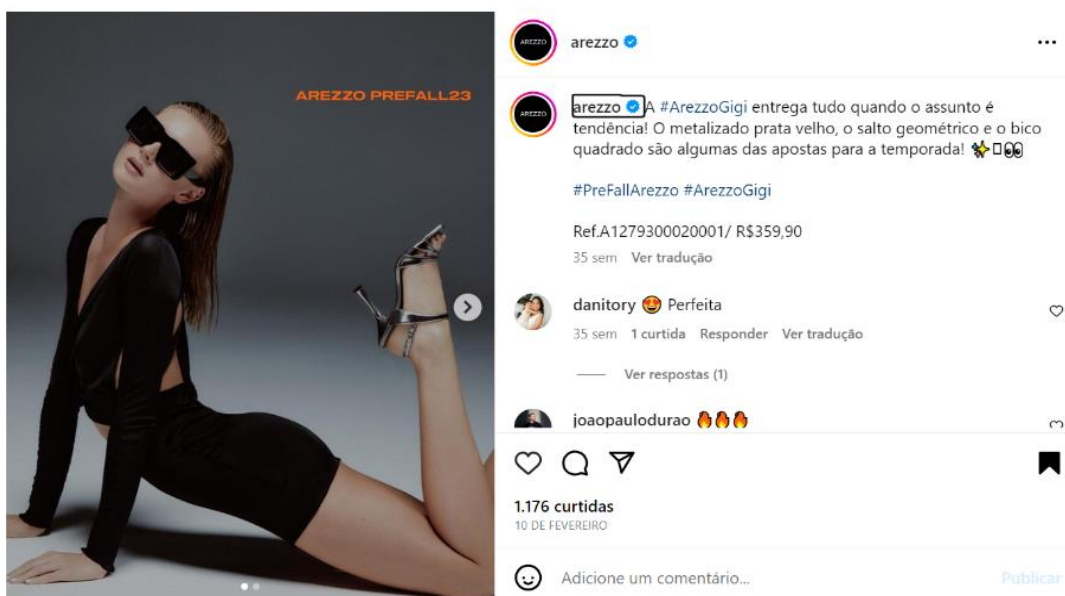 AREZZO PREFALL23
AREZZO
arezzo
AREZZO
arezzo A #ArezzoGigi entrega tudo quando o assunto é
tendência! O metalizado prata velho, o salto geométrico e o bico
quadrado são algumas das apostas para a temporada! ✨👀
#PreFallArezzo #ArezzoGigi
Ref.A1279300020001/ R$359,90
35 sem Ver tradução
danitory 😍 Perfeita
35 sem 1 curtida Responder Ver tradução
Ver respostas (1)
joaopaulodurao 🔥🔥🔥
1.176 curtidas
10 DE FEVEREIRO
Adicione um comentário...
Publicar